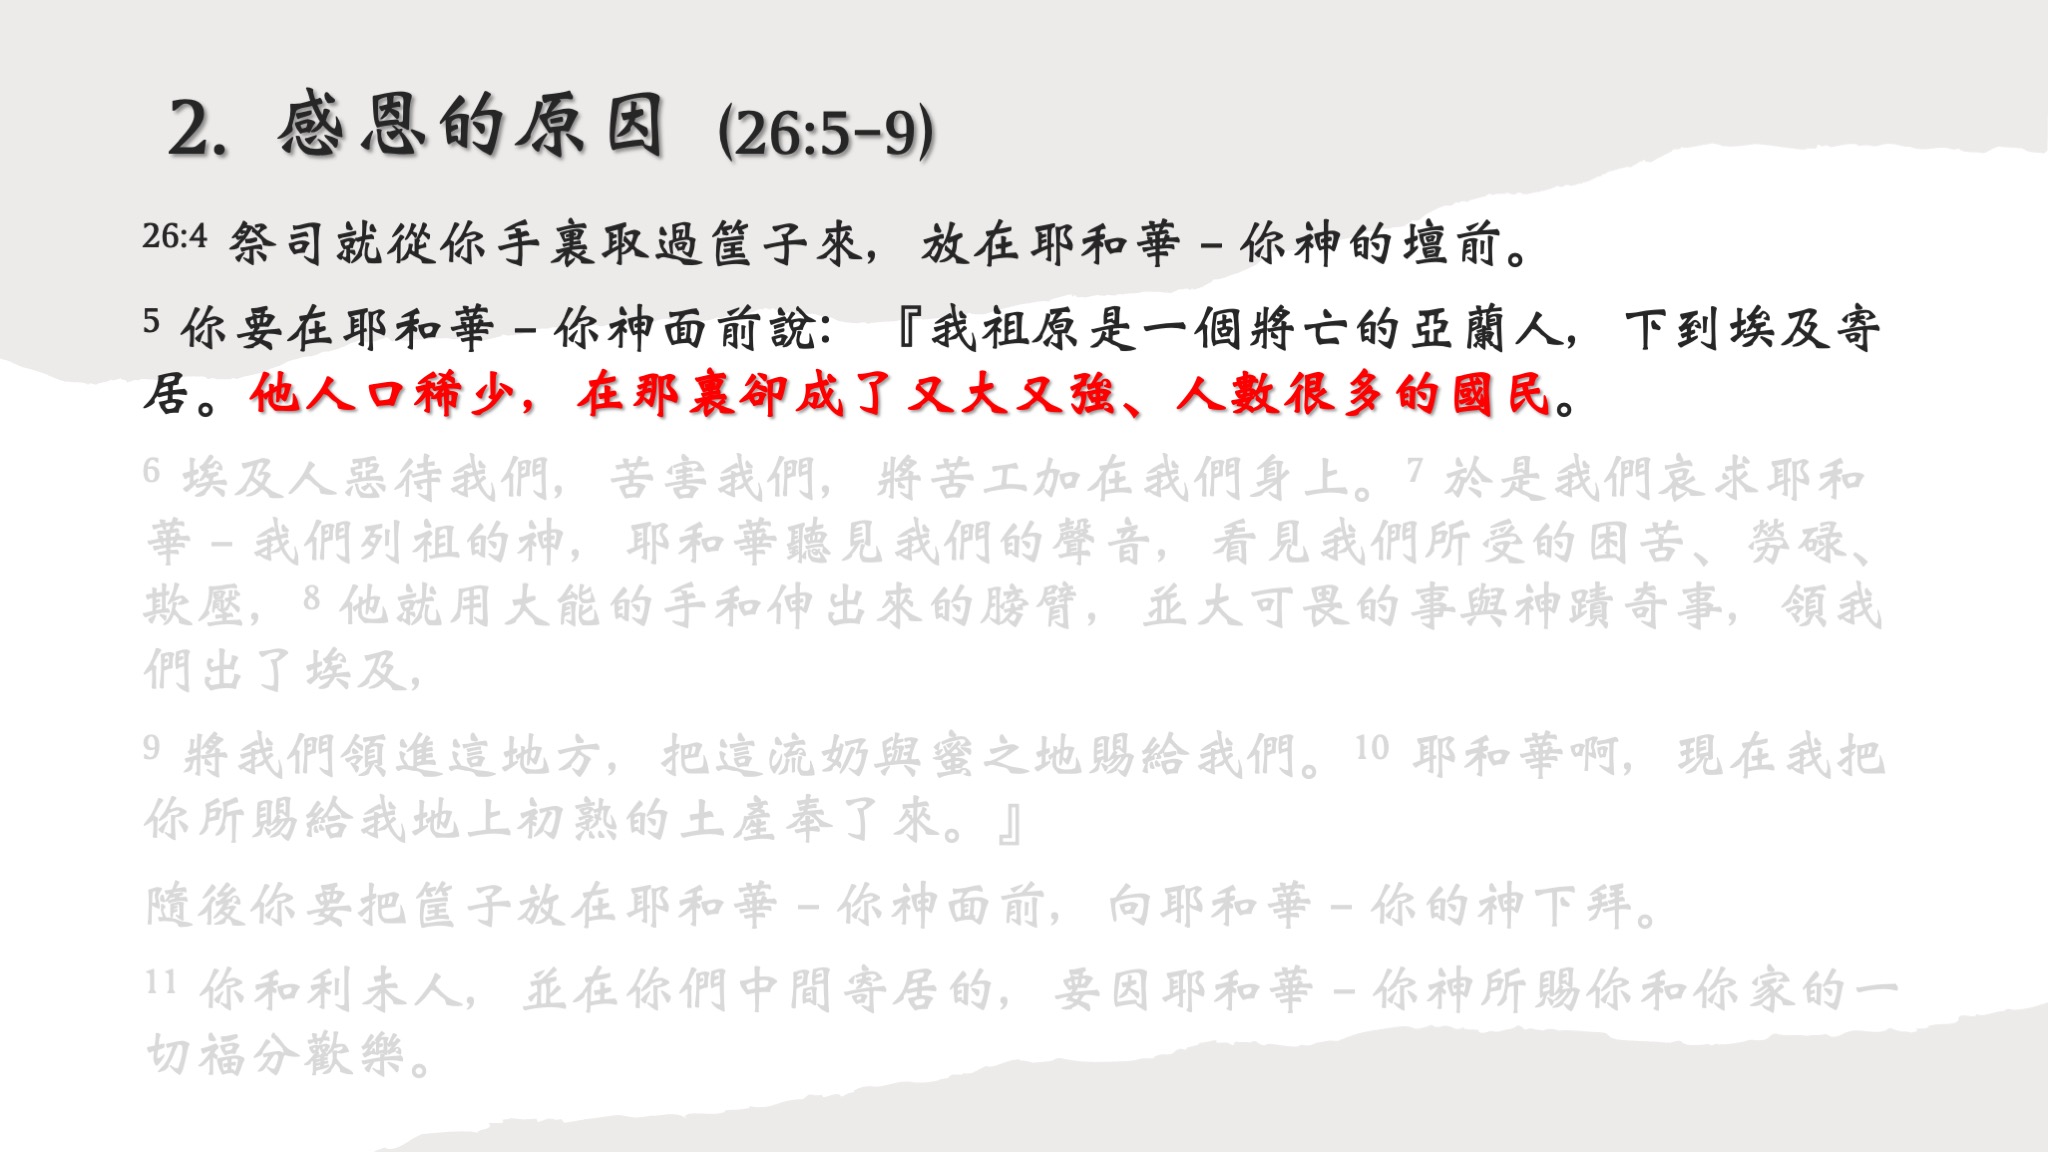 2. 感恩的原因 (26:5-9)
26:4 祭司就從你手裏取過筐子來，放在耶和華－你神的壇前。
5 你要在耶和華－你神面前說：『我祖原是一個將亡的亞蘭人，下到埃及寄
居。他人口稀少，在那裏卻成了又大又強、人數很多的國民。
6 埃及人惡待我們，苦害我們，將苦工加在我們身上。7 於是我們哀求耶和
華－我們列祖的神，耶和華聽見我們的聲音，看見我們所受的困苦、勞碌、
欺壓，8 他就用大能的手和伸出來的膀臂，並大可畏的事與神蹟奇事，領我
們出了埃及，
9 將我們領進這地方，把這流奶與蜜之地賜給我們。10 耶和華啊，現在我把
你所賜給我地上初熟的土產奉了來。』
隨後你要把筐子放在耶和華－你神面前，向耶和華－你的神下拜。
11 你和利未人，並在你們中間寄居的，要因耶和華－你神所賜你和你家的一
切福分歡樂。